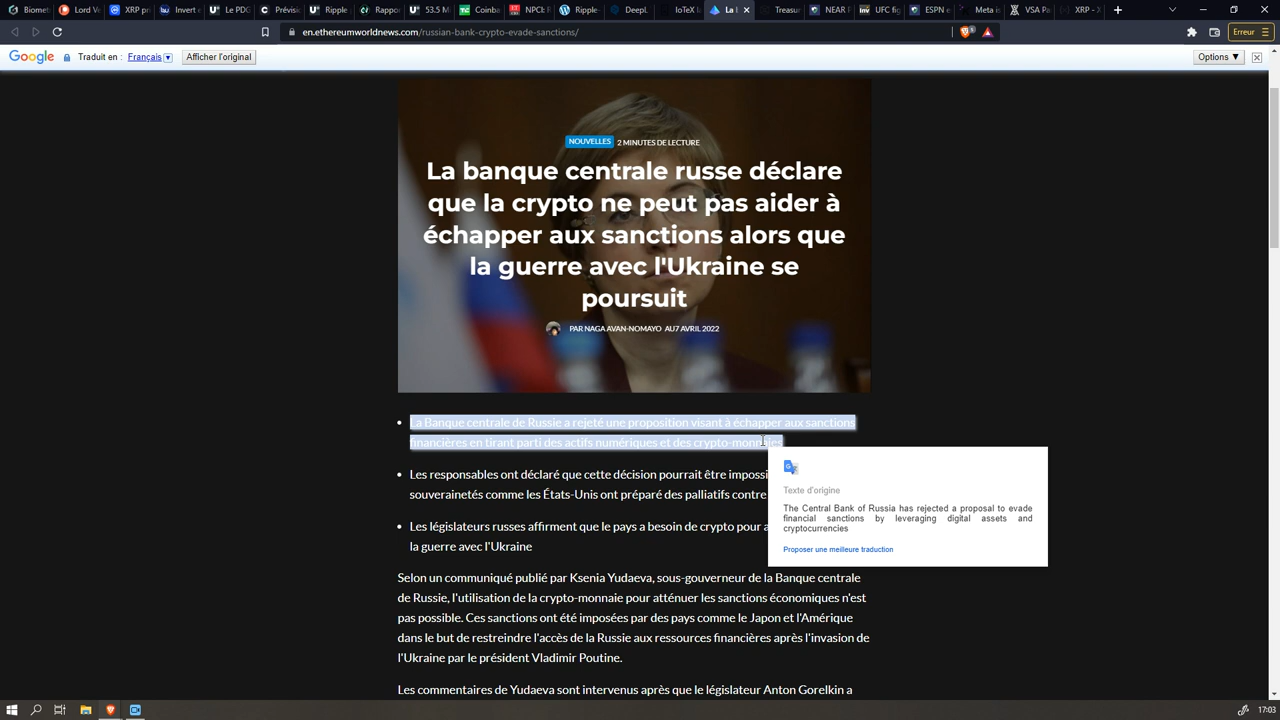 Biomet
Lord Ve
XRP pr
Invert e
Le PDG
Prévisi
Ripple
Rappor
53.5 M
Coinba
NPCt: R
Ripple-
DeepL
IoTeX la
La l
Treasur
NEAR P
UFC fig
ESPN e
Meta is
VSA Pa
XRP - X
en.ethereumworldnews.com/russian-bank-crypto-evade-sanctions/
Erreur
Google Traduit en : Français Afficher l'original Options ▼
NOUVELLES 2 MINUTES DE LECTURE
La banque centrale russe déclare
que la crypto ne peut pas aider à
échapper aux sanctions alors que
la guerre avec l'Ukraine se
poursuit
PAR NAGA AVAN-NOMAYO AU7 AVRIL 2022
La Banque centrale de Russie a rejeté une proposition visant à échapper aux sanctions
financières en tirant parti des actifs numériques et des crypto-monnaies
Les responsables ont déclaré que cette décision pourrait être impossi
souverainetés comme les États-Unis ont préparé des palliatifs contre
Les législateurs russes affirment que le pays a besoin de crypto pour a
la guerre avec l'Ukraine
Texte d'origine
The Central Bank of Russia has rejected a proposal to evade
financial sanctions by leveraging digital assets and
cryptocurrencies
Proposer une meilleure traduction
Selon un communiqué publié par Ksenia Yudaeva, sous-gouverneur de la Banque centrale
de Russie, l'utilisation de la crypto-monnaie pour atténuer les sanctions économiques n'est
pas possible. Ces sanctions ont été imposées par des pays comme le Japon et l'Amérique
dans le but de restreindre l'accès de la Russie aux ressources financières après l'invasion de
l'Ukraine par le président Vladimir Poutine.
Les commentaires de Yudaeva sont intervenus après que le législateur Anton Gorelkin a
17:03